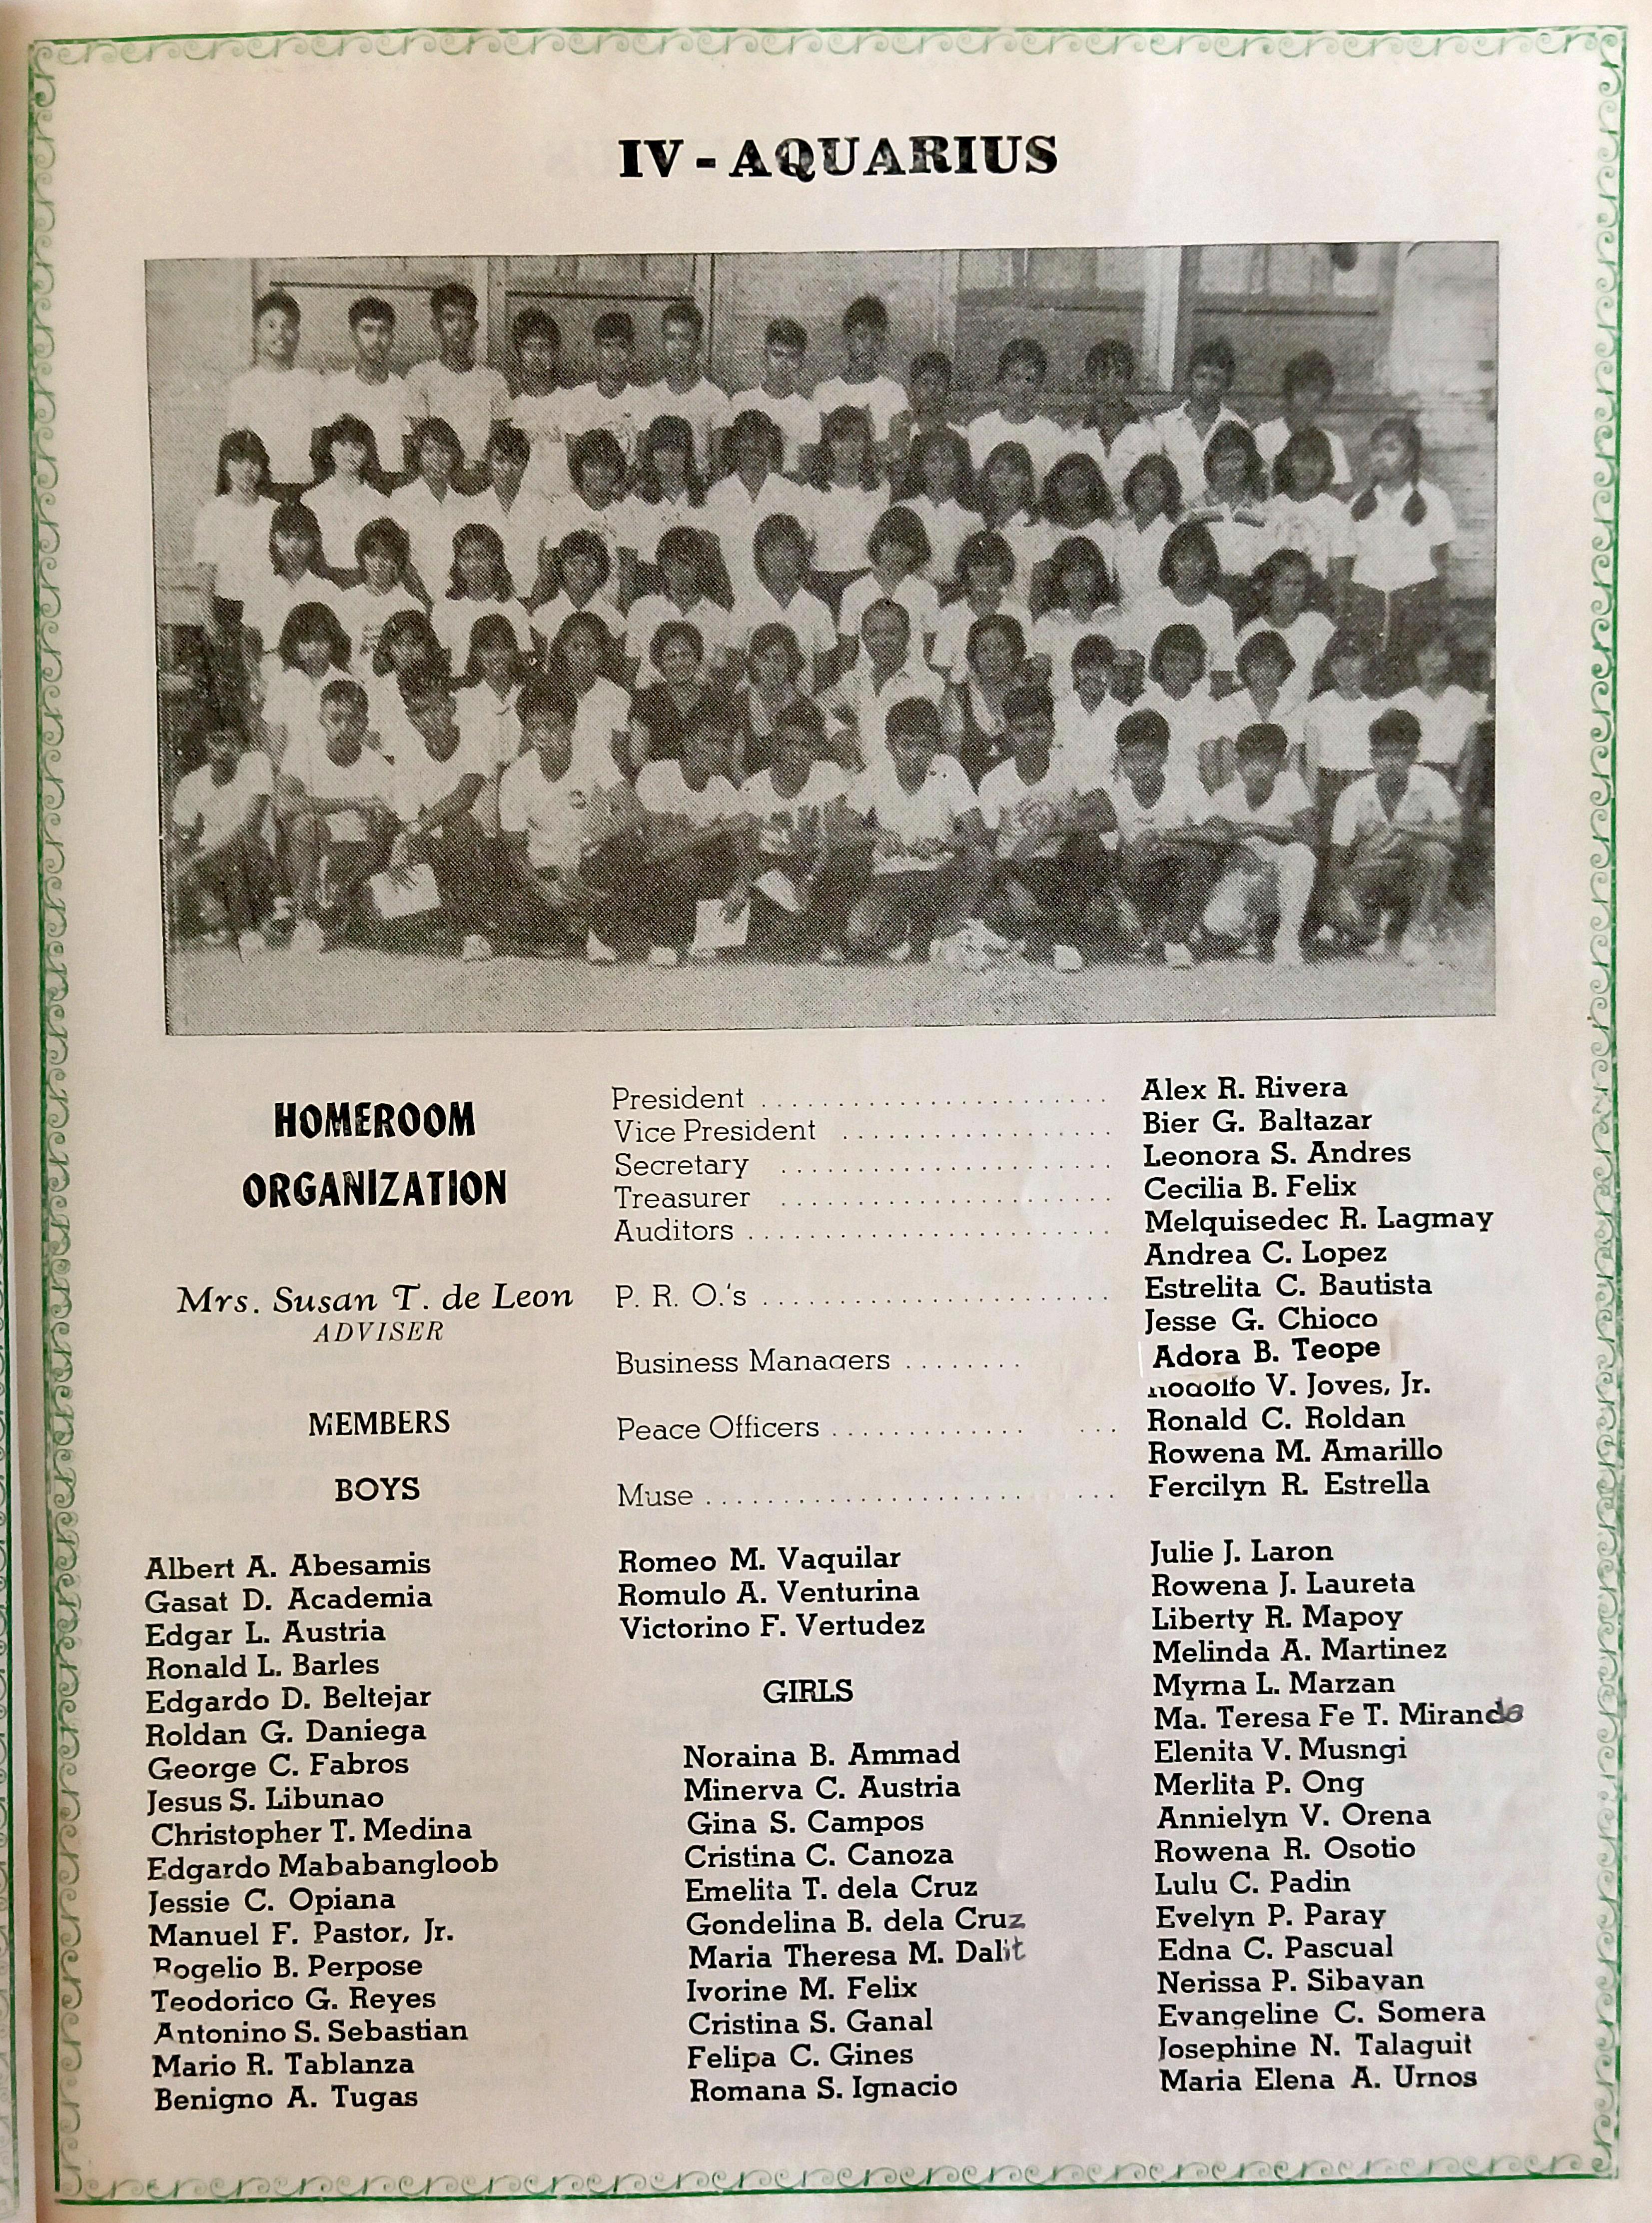 IV - AQUARIUS
HOMEROOM
ORGANIZATION
Mrs. Susan T. de Leon
ADVISER
President ........................ Alex R. Rivera
Vice President ................... Bier G. Baltazar
Secretary ....................... Leonora S. Andres
Treasurer ....................... Cecilia B. Felix
Auditors ......................... Melquisedec R. Lagmay
Andrea C. Lopez
P. R. O.'s ........................ Estrelita C. Bautista
Jesse G. Chioco
Business Managers ........ Adora B. Teope
Rodolfo V. Joves, Jr.
Peace Officers ............. ... Ronald C. Roldan
Rowena M. Amarillo
Muse ...................... ... Fercilyn R. Estrella
MEMBERS
BOYS
Albert A. Abesamis
Gasat D. Academia
Edgar L. Austria
Ronald L. Barles
Edgardo D. Beltejar
Roldan G. Daniega
George C. Fabros
Jesus S. Libunao
Christopher T. Medina
Edgardo Mababangloob
Jessie C. Opiana
Manuel F. Pastor, Jr.
Rogelio B. Perpose
Teodorico G. Reyes
Antonino S. Sebastian
Mario R. Tablanza
Benigno A. Tugas
Romeo M. Vaquilar
Romulo A. Venturina
Victorino F. Vertudez
GIRLS
Noraina B. Ammad
Minerva C. Austria
Gina S. Campos
Cristina C. Canoza
Emelita T. dela Cruz
Gondelina B. dela Cruz
Maria Theresa M. Dalit
Ivorine M. Felix
Cristina S. Ganal
Felipa C. Gines
Romana S. Ignacio
Julie J. Laron
Rowena J. Laureta
Liberty R. Mapoy
Melinda A. Martinez
Myrna L. Marzan
Ma. Teresa Fe T. Miranda
Elenita V. Musngi
Merlita P. Ong
Annielyn V. Orena
Rowena R. Osotio
Lulu C. Padin
Evelyn P. Paray
Edna C. Pascual
Nerissa P. Sibayan
Evangeline C. Somera
Josephine N. Talaguit
Maria Elena A. Urnos